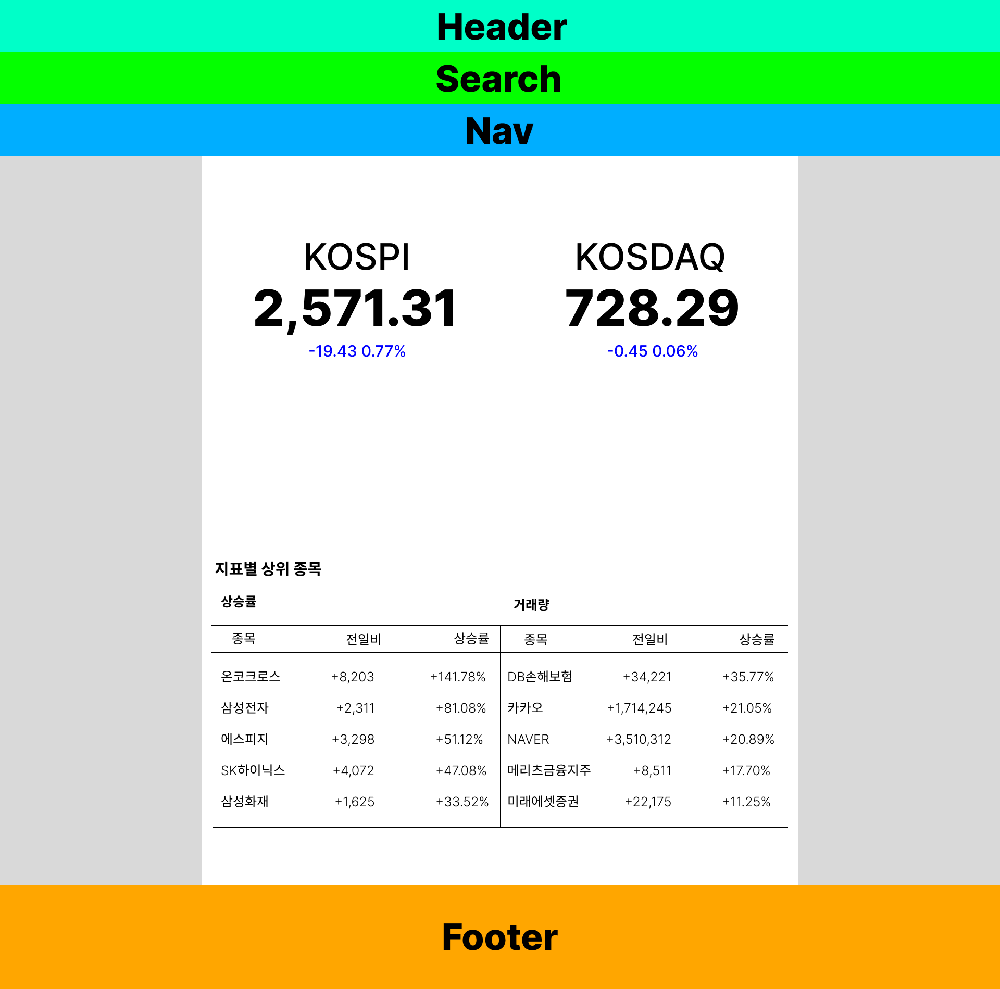 Header
Search
Nav
KOSPI KOSDAQ
2,571.31 728.29
-19.43 0.77% -0.45 0.06%
지표별 상위 종목
상승률 거래량
종목 전일비 상승률 종목 전일비 상승률
온코크로스 +8,203 +141.78% DB손해보험 +34,221 +35.77%
삼성전자 +2,311 +81.08% 카카오 +1,714,245 +21.05%
에스피지 +3,298 +51.12% NAVER +3,510,312 +20.89%
SK하이닉스 +4,072 +47.08% 메리츠금융지주 +8,511 +17.70%
삼성화재 +1,625 +33.52% 미래에셋증권 +22,175 +11.25%
Footer